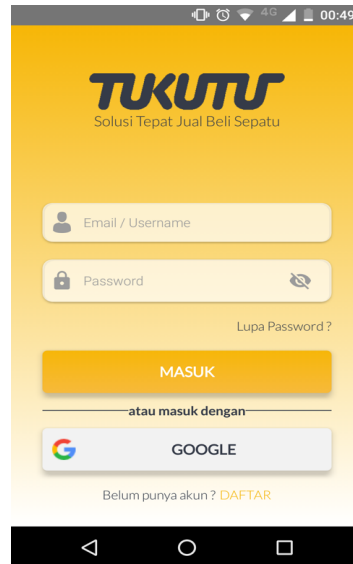 4G 00:49
TUKUTU
Solusi Tepat Jual Beli Sepatu
Email / Username
Password
Lupa Password ?
MASUK
atau masuk dengan
GOOGLE
Belum punya akun ? DAFTAR